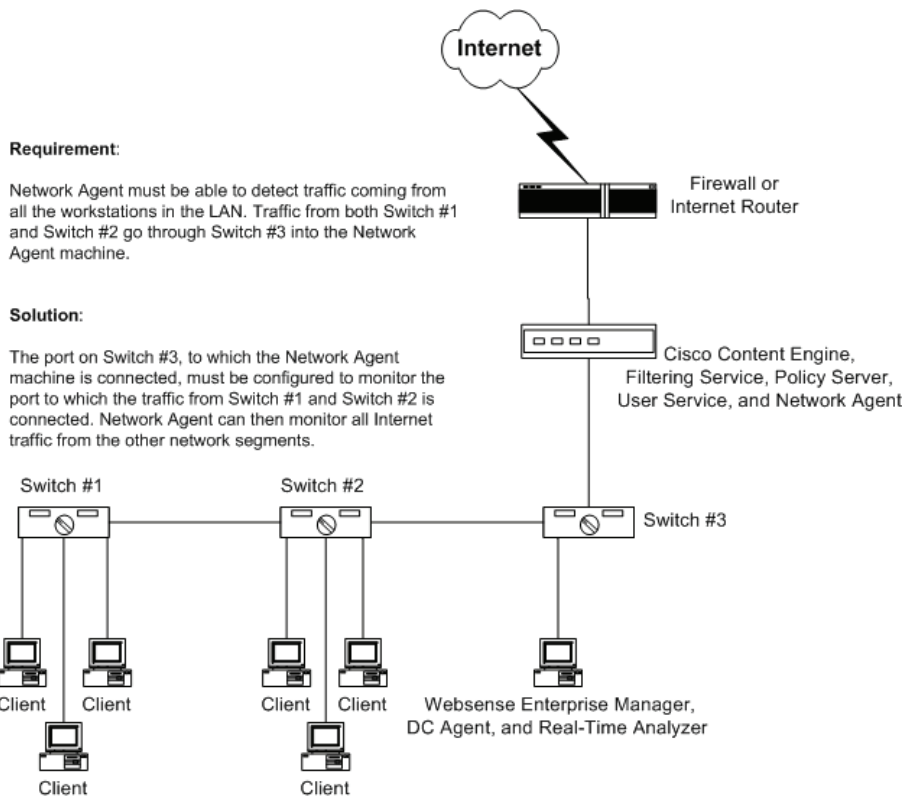 Internet
Requirement:
Network Agent must be able to detect traffic coming from
all the workstations in the LAN. Traffic from both Switch #1
and Switch #2 go through Switch #3 into the Network
Agent machine.
Firewall or
Internet Router
Solution:
The port on Switch #3, to which the Network Agent
machine is connected, must be configured to monitor the
port to which the traffic from Switch #1 and Switch #2 is
connected. Network Agent can then monitor all Internet
traffic from the other network segments.
Cisco Content Engine,
Filtering Service, Policy Server,
User Service, and Network Agent
Switch #1
Switch #2
Switch #3
Client
Client
Client
Client
Client
Client
Websense Enterprise Manager,
DC Agent, and Real-Time Analyzer